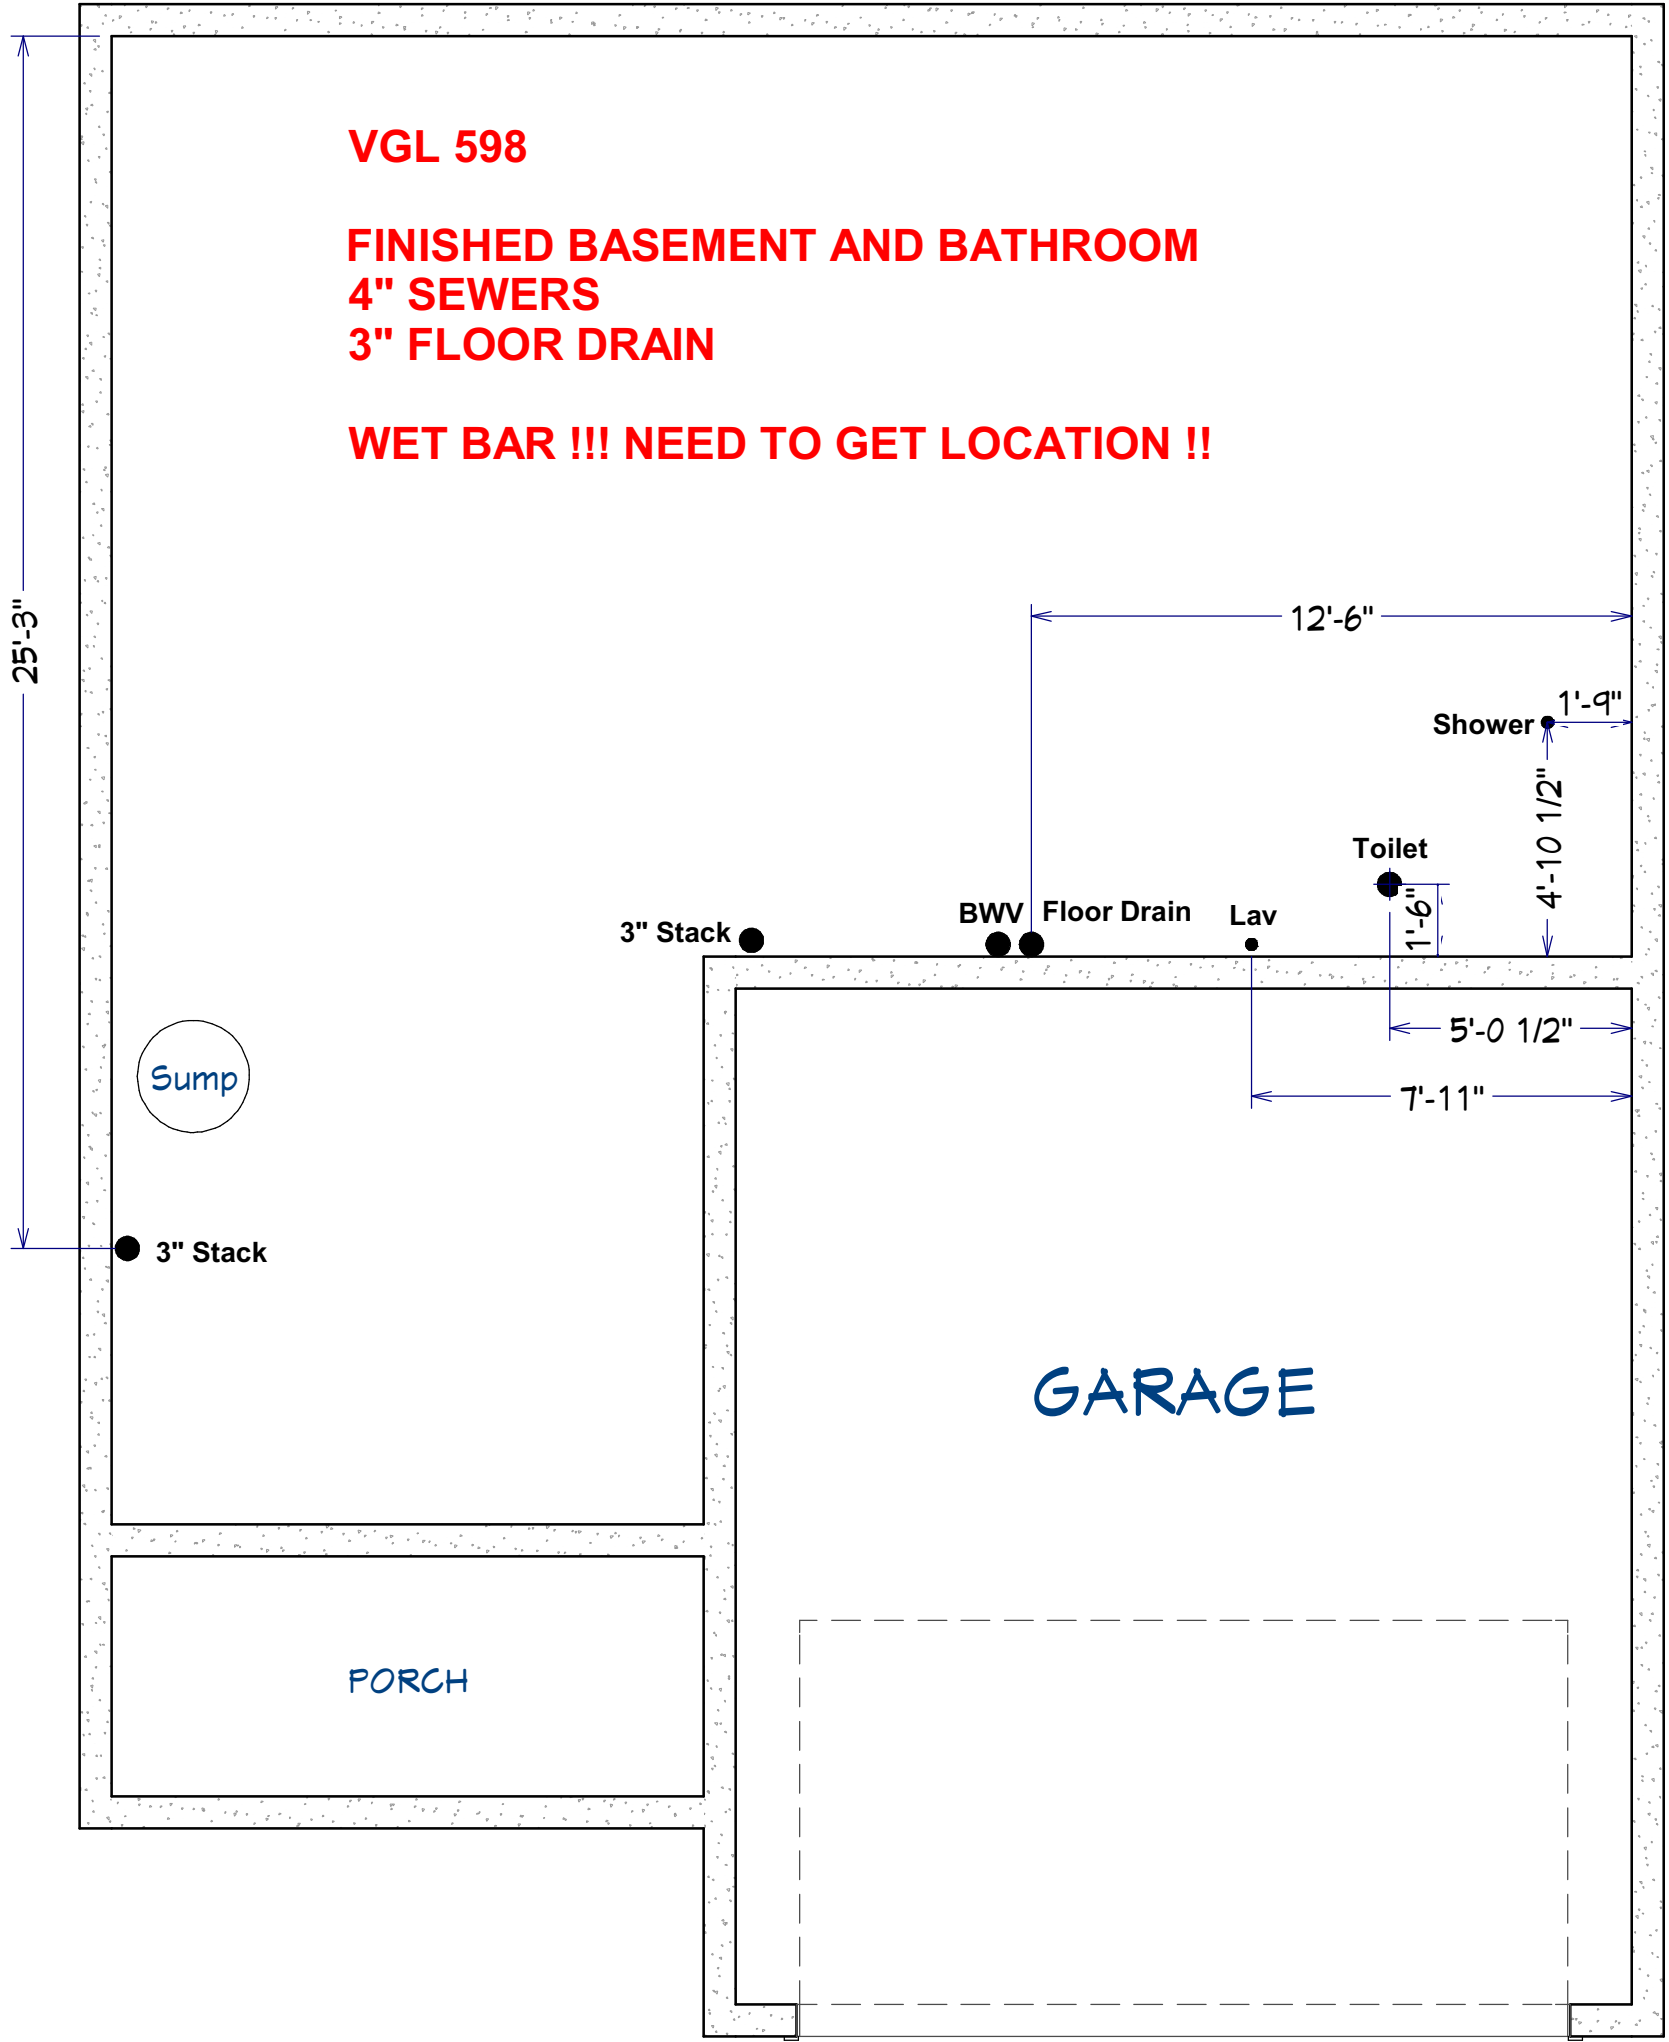 VGL 598
FINISHED BASEMENT AND BATHROOM
4" SEWERS
3" FLOOR DRAIN
WET BAR !!! NEED TO GET LOCATION !!
25'-3"
12'-6"
1'-9"
Shower
4'-10 1/2"
Toilet
1'-6"
BWV
Floor Drain
Lav
3" Stack
5'-0 1/2"
7'-11"
Sump
3" Stack
GARAGE
PORCH